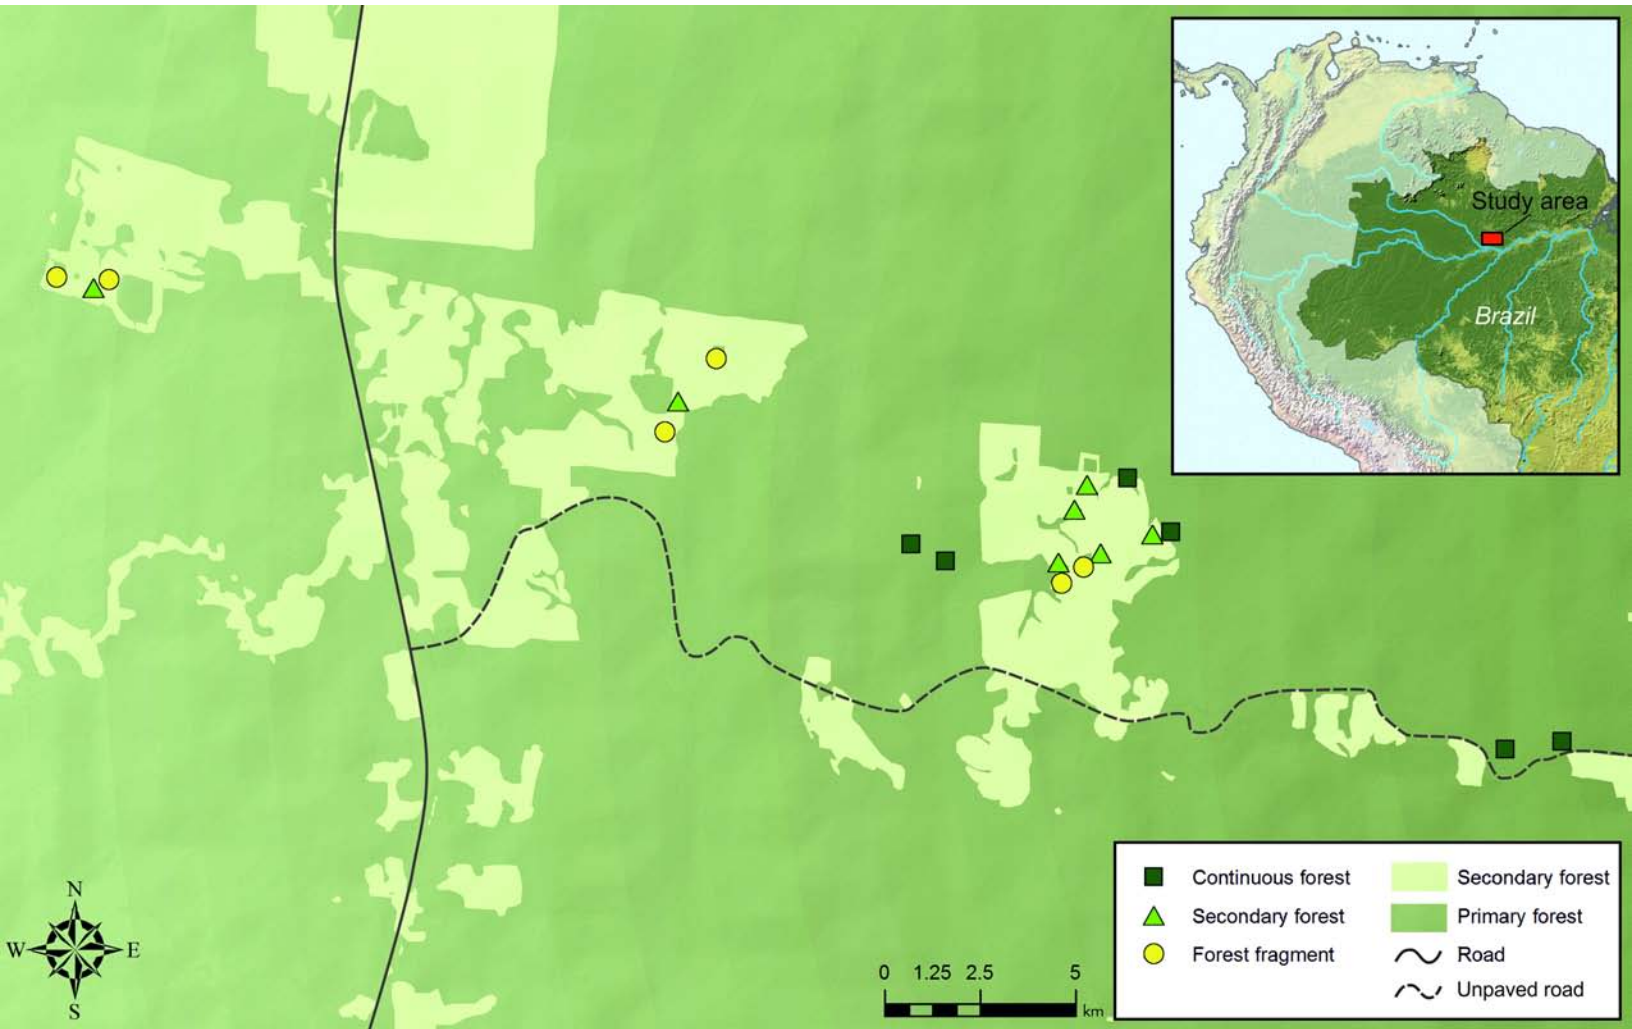 Study area
Brazil
N
W E
S
0 1.25 2.5 5
km
Continuous forest
Secondary forest
Forest fragment
Secondary forest
Primary forest
Road
Unpaved road